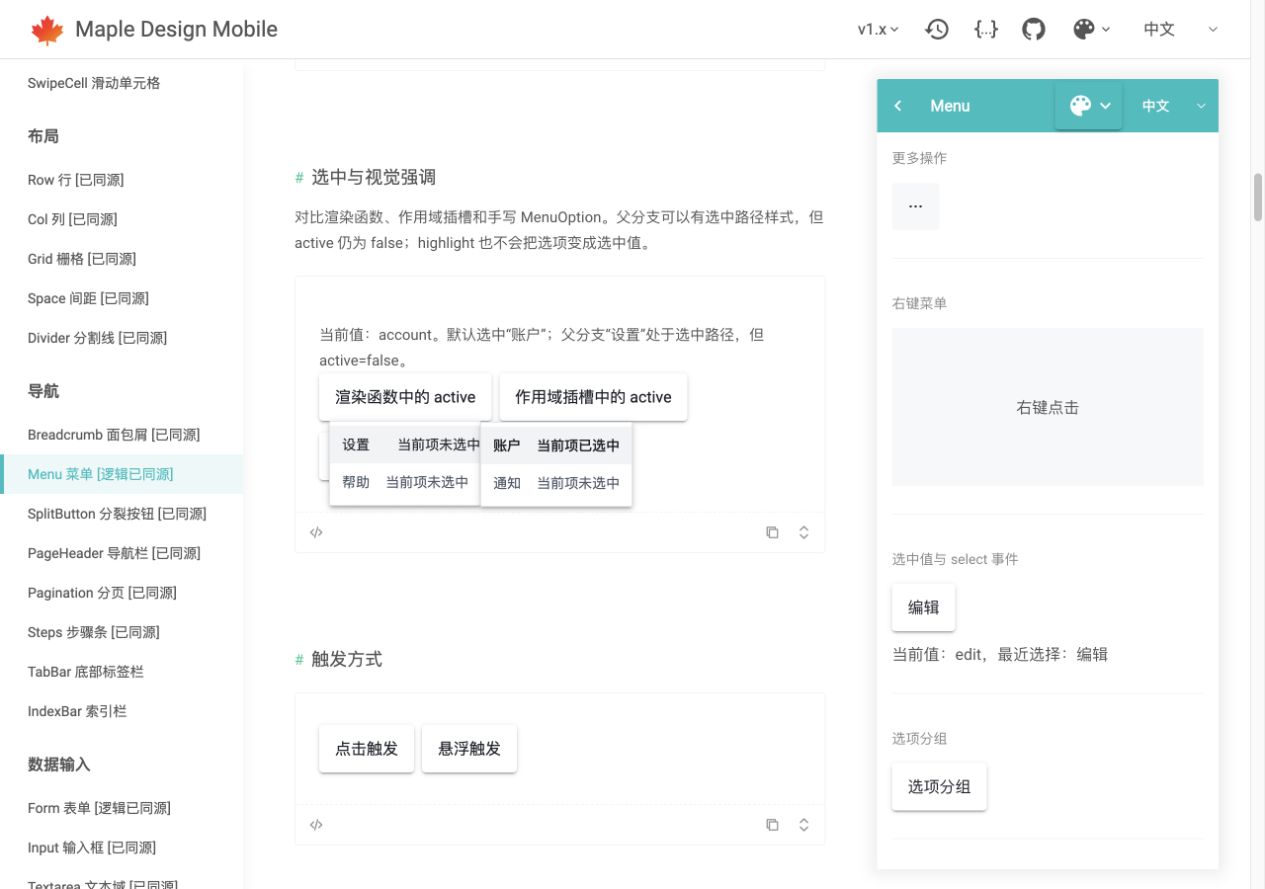 Maple Design Mobile
v1.x
中文
SwipeCell 滑动单元格
布局
Row 行 [已同源]
Col 列 [已同源]
Grid 栅格 [已同源]
Space 间距 [已同源]
Divider 分割线 [已同源]
导航
Breadcrumb 面包屑 [已同源]
Menu 菜单 [逻辑已同源]
SplitButton 分裂按钮 [已同源]
PageHeader 导航栏 [已同源]
Pagination 分页 [已同源]
Steps 步骤条 [已同源]
TabBar 底部标签栏
IndexBar 索引栏
数据输入
Form 表单 [逻辑已同源]
Input 输入框 [已同源]
Textarea 文本域 [已同源]
# 选中与视觉强调
对比渲染函数、作用域插槽和手写 MenuOption。父分支可以有选中路径样式，但
active 仍为 false；highlight 也不会把选项变成选中值。
当前值：account。默认选中“账户”；父分支“设置”处于选中路径，但
active=false。
渲染函数中的 active
作用域插槽中的 active
设置 当前项未选中
账户 当前项已选中
帮助 当前项未选中
通知 当前项未选中
# 触发方式
点击触发
悬浮触发
Menu
中文
更多操作
...
右键菜单
右键点击
选中值与 select 事件
编辑
当前值：edit，最近选择：编辑
选项分组
选项分组